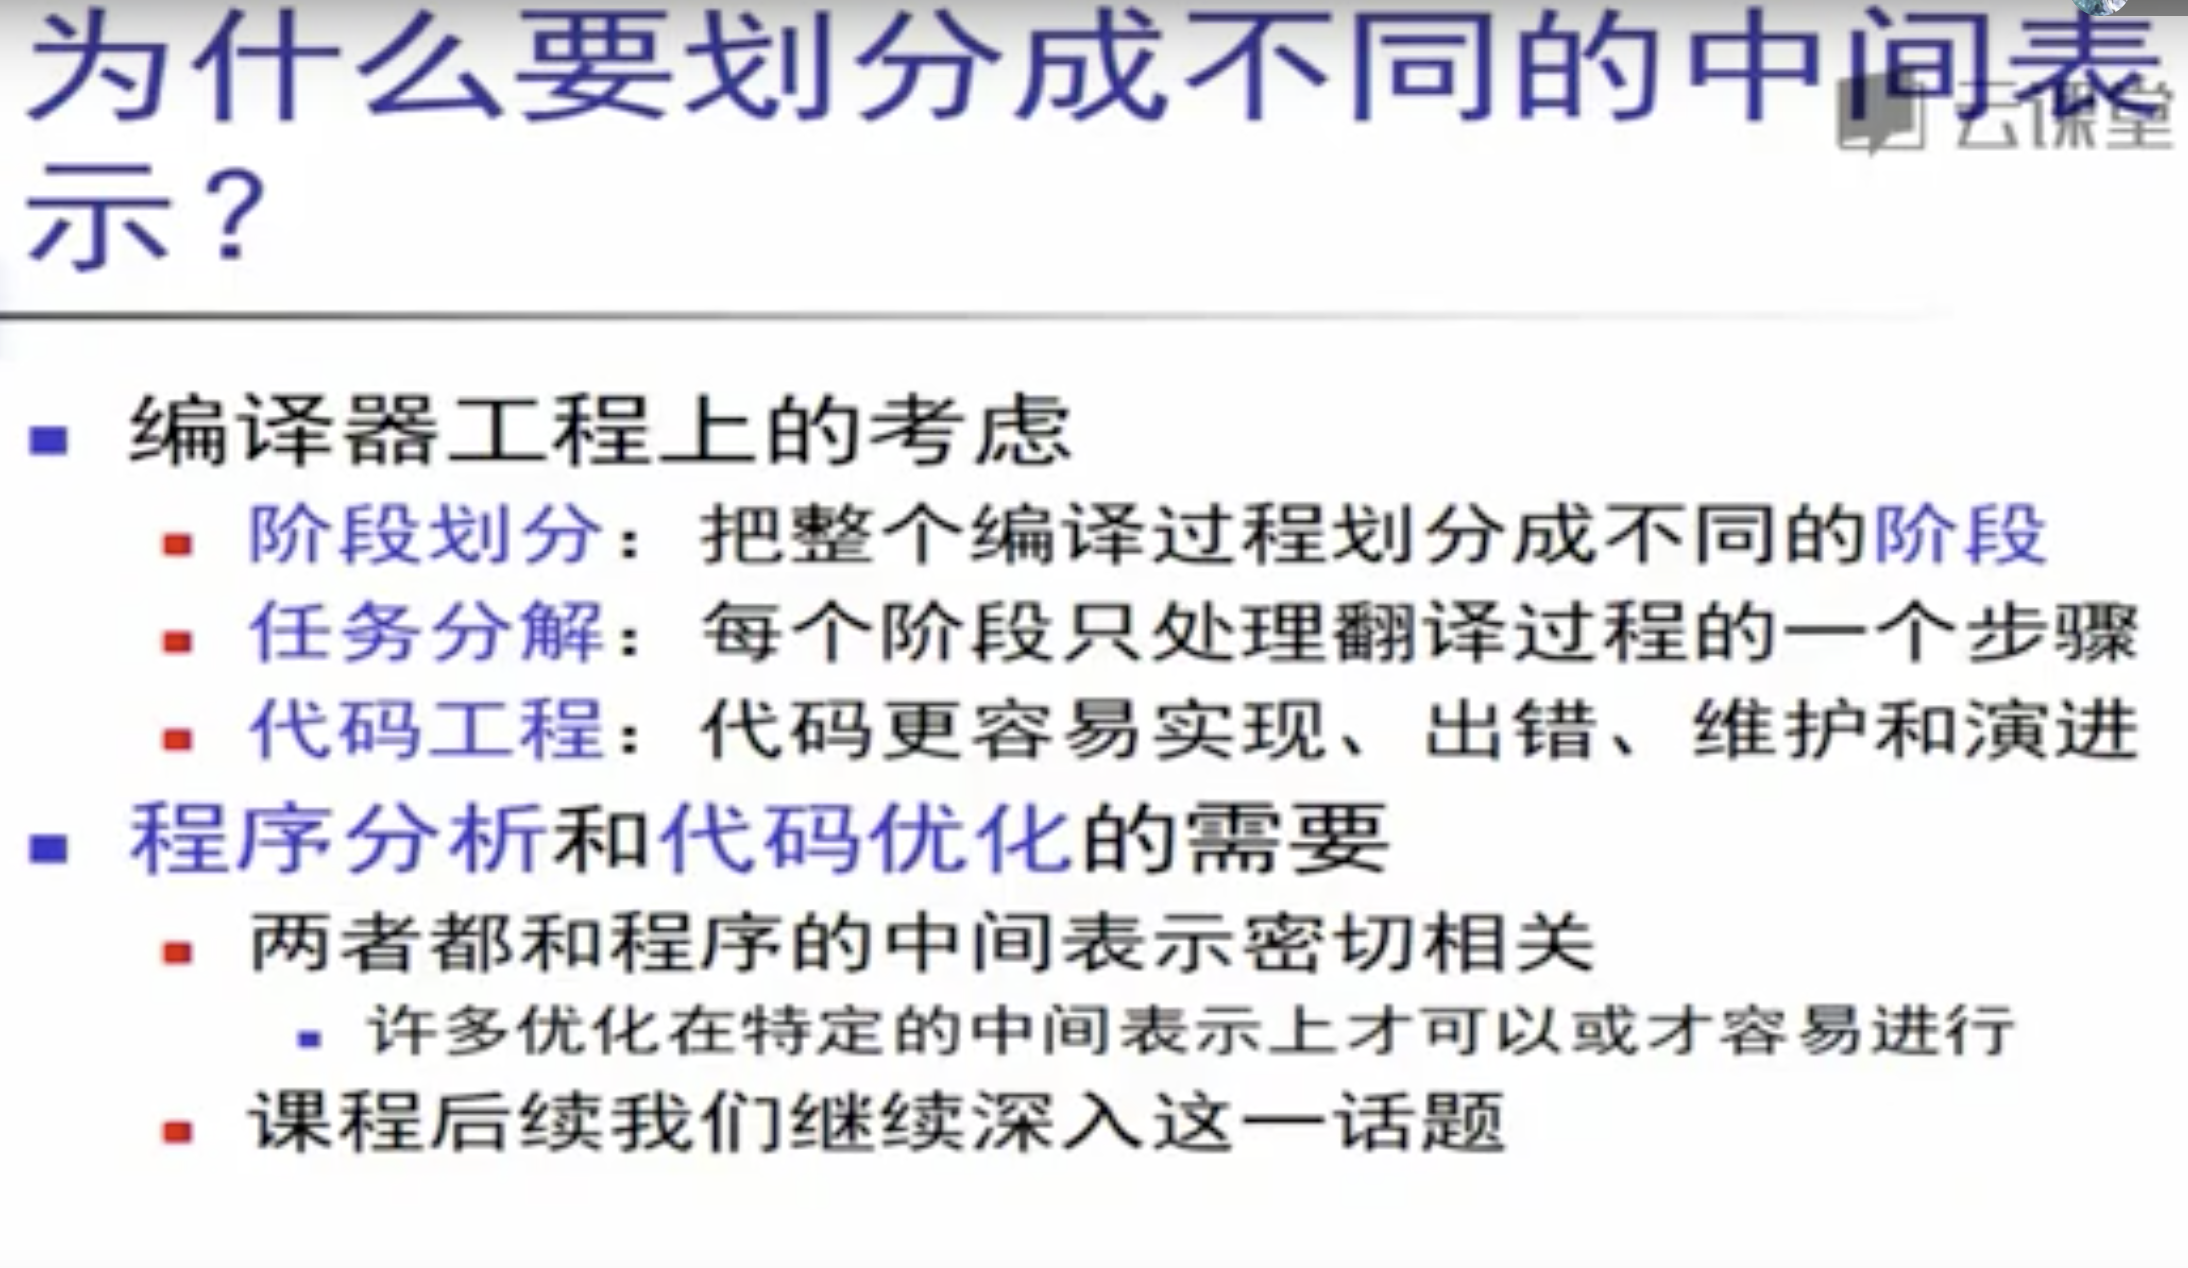 为什么要划分成不同的中间表
示？
云课堂
编译器工程上的考虑
阶段划分：把整个编译过程划分成不同的阶段
任务分解：每个阶段只处理翻译过程的一个步骤
代码工程：代码更容易实现、出错、维护和演进
程序分析和代码优化的需要
两者都和程序的中间表示密切相关
许多优化在特定的中间表示上才可以或才容易进行
课程后续我们继续深入这一话题